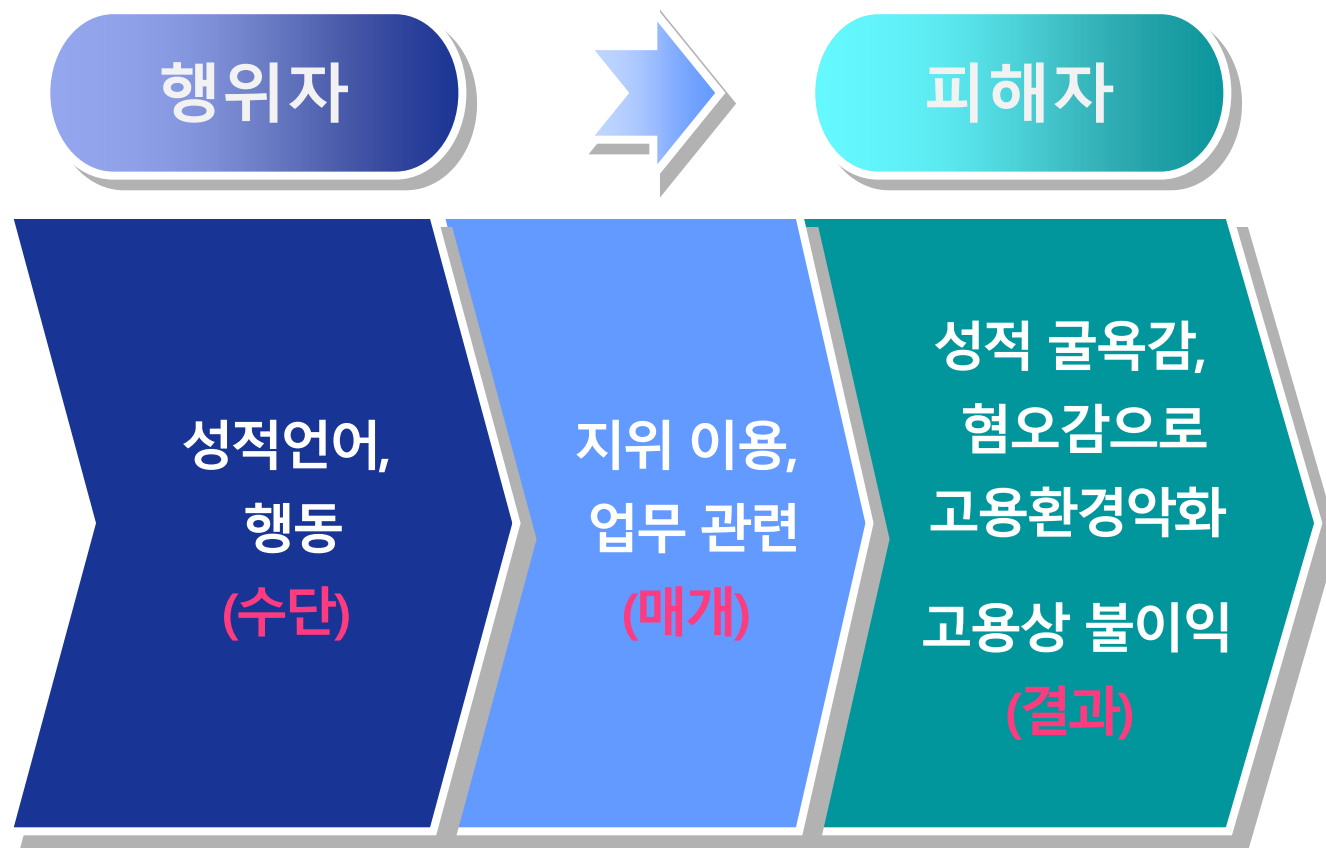 행위자
피해자
성적언어,
행동
(수단)
지위 이용,
업무 관련
(매개)
성적 굴욕감,
혐오감으로
고용환경악화
고용상 불이익
(결과)